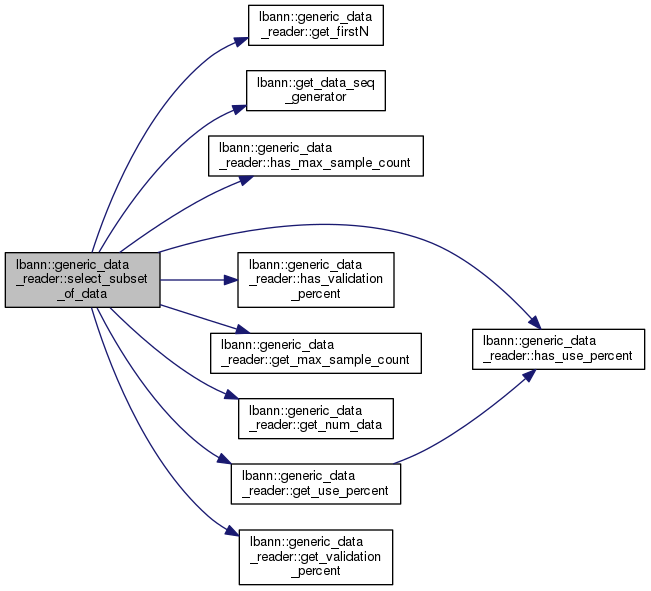 lbann::generic_data
_reader::get_firstN
lbann::get_data_seq
_generator
lbann::generic_data
_reader::has_max_sample_count
lbann::generic_data
_reader::select_subset
_of_data
lbann::generic_data
_reader::has_validation
_percent
lbann::generic_data
_reader::get_max_sample_count
lbann::generic_data
_reader::has_use_percent
lbann::generic_data
_reader::get_num_data
lbann::generic_data
_reader::get_use_percent
lbann::generic_data
_reader::get_validation
_percent